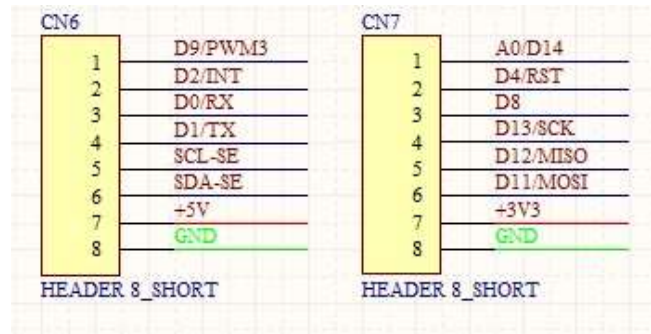 CN6
1 D9/PWM3
2 D2/INT
3 D0/RX
4 D1/TX
5 SCL-SE
6 SDA-SE
7 +5V
8 GND
HEADER 8_SHORT
CN7
1 A0/D14
2 D4/RST
3 D8
4 D13/SCK
5 D12/MISO
6 D11/MOSI
7 +3V3
8 GND
HEADER 8_SHORT